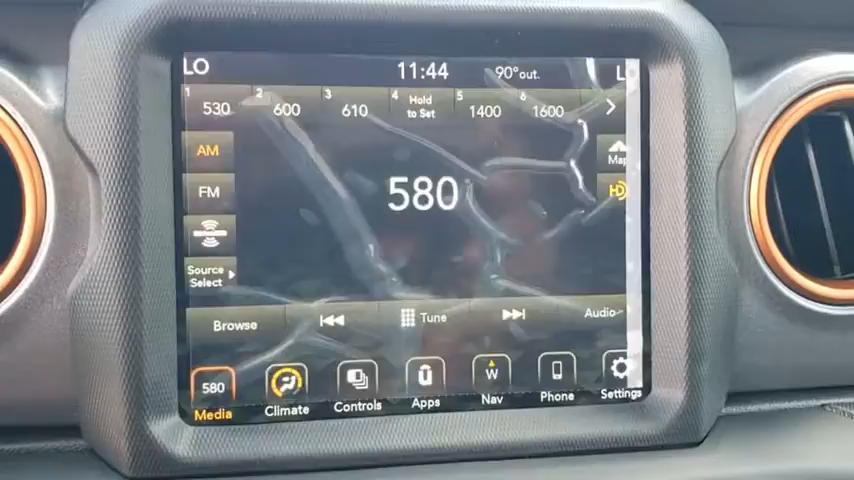 LO 11:44 90°out. L
1 530 2 600 3 610 4 Hold to Set 5 1400 6 1600
AM
Map
FM
580
HD
Source
Select
Browse Tune Audio
580 W
Media Climate Controls Apps Nav Phone Settings